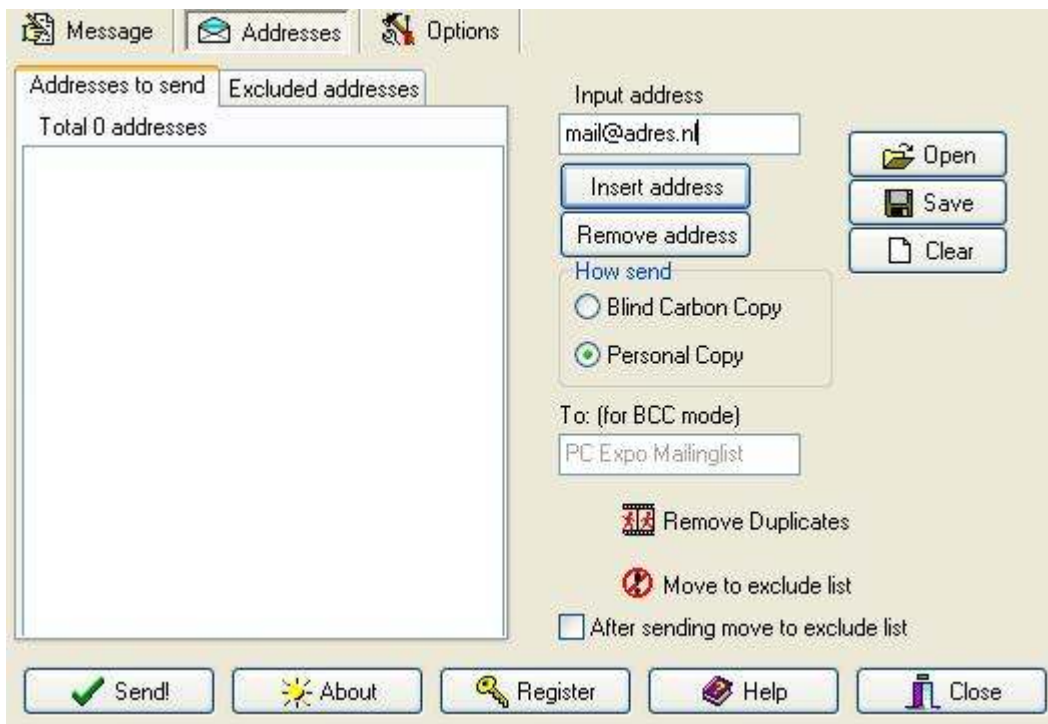 Message
Addresses
Options
Addresses to send
Excluded addresses
Total 0 addresses
Input address
mail@adres.nl
Insert address
Remove address
Open
Save
Clear
How send
Blind Carbon Copy
Personal Copy
To: (for BCC mode)
PC Expo Mailinglist
Remove Duplicates
Move to exclude list
After sending move to exclude list
Send!
About
Register
Help
Close